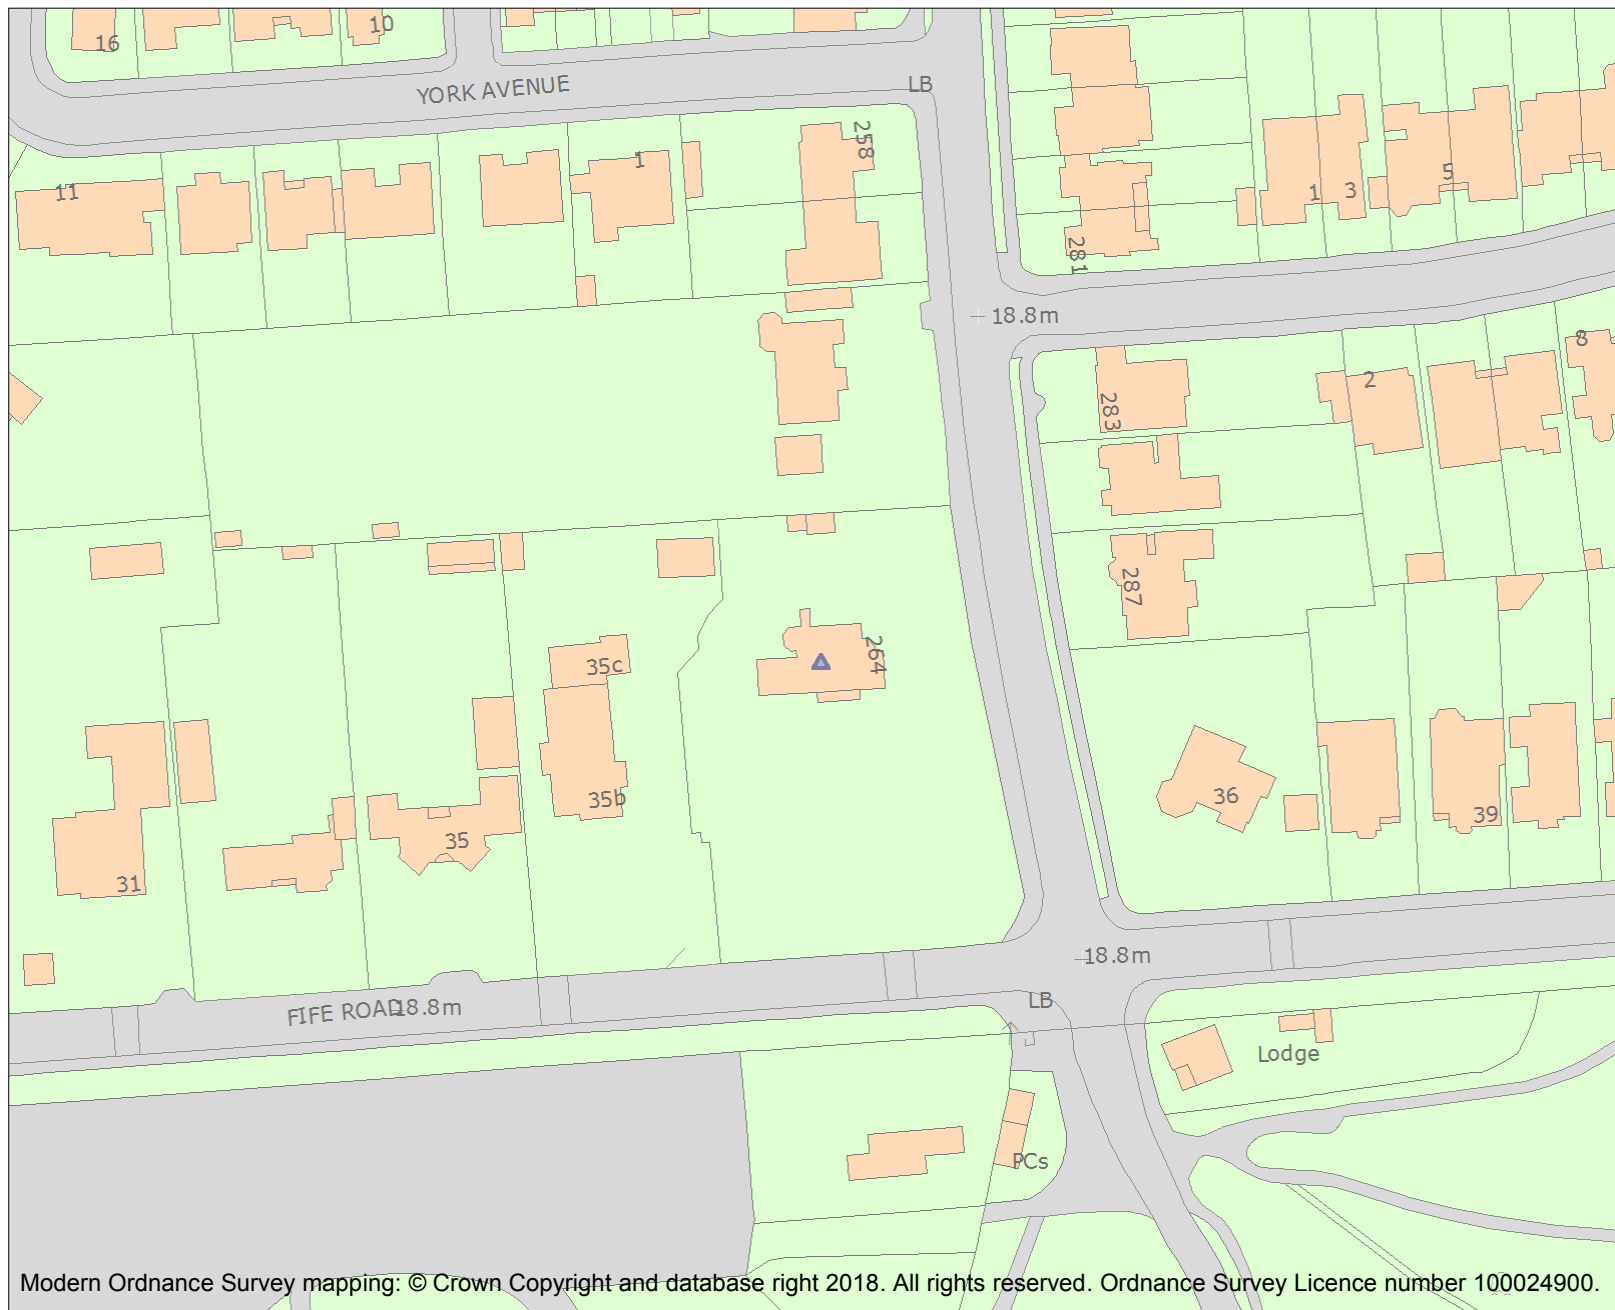 16
10
YORK AVENUE
LB
258
11
1
1
3
5
281
18.8m
283
2
8
287
264
35c
35b
36
39
35
31
18.8m
FIFE ROAD
18.8m
LB
Lodge
PCs
Modern Ordnance Survey mapping: © Crown Copyright and database right 2018. All rights reserved. Ordnance Survey Licence number 100024900.